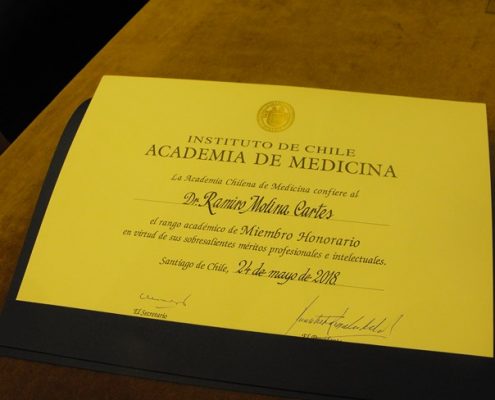 INSTITUTO DE CHILE
ACADEMIA DE MEDICINA
La Academia Chilena de Medicina confiere al
Dr. Ramiro Molina Cartes
el rango académico de Miembro Honorario
en virtud de sus sobresalientes méritos profesionales e intelectuales.
Santiago de Chile, 24 de mayo de 2018
El Secretario